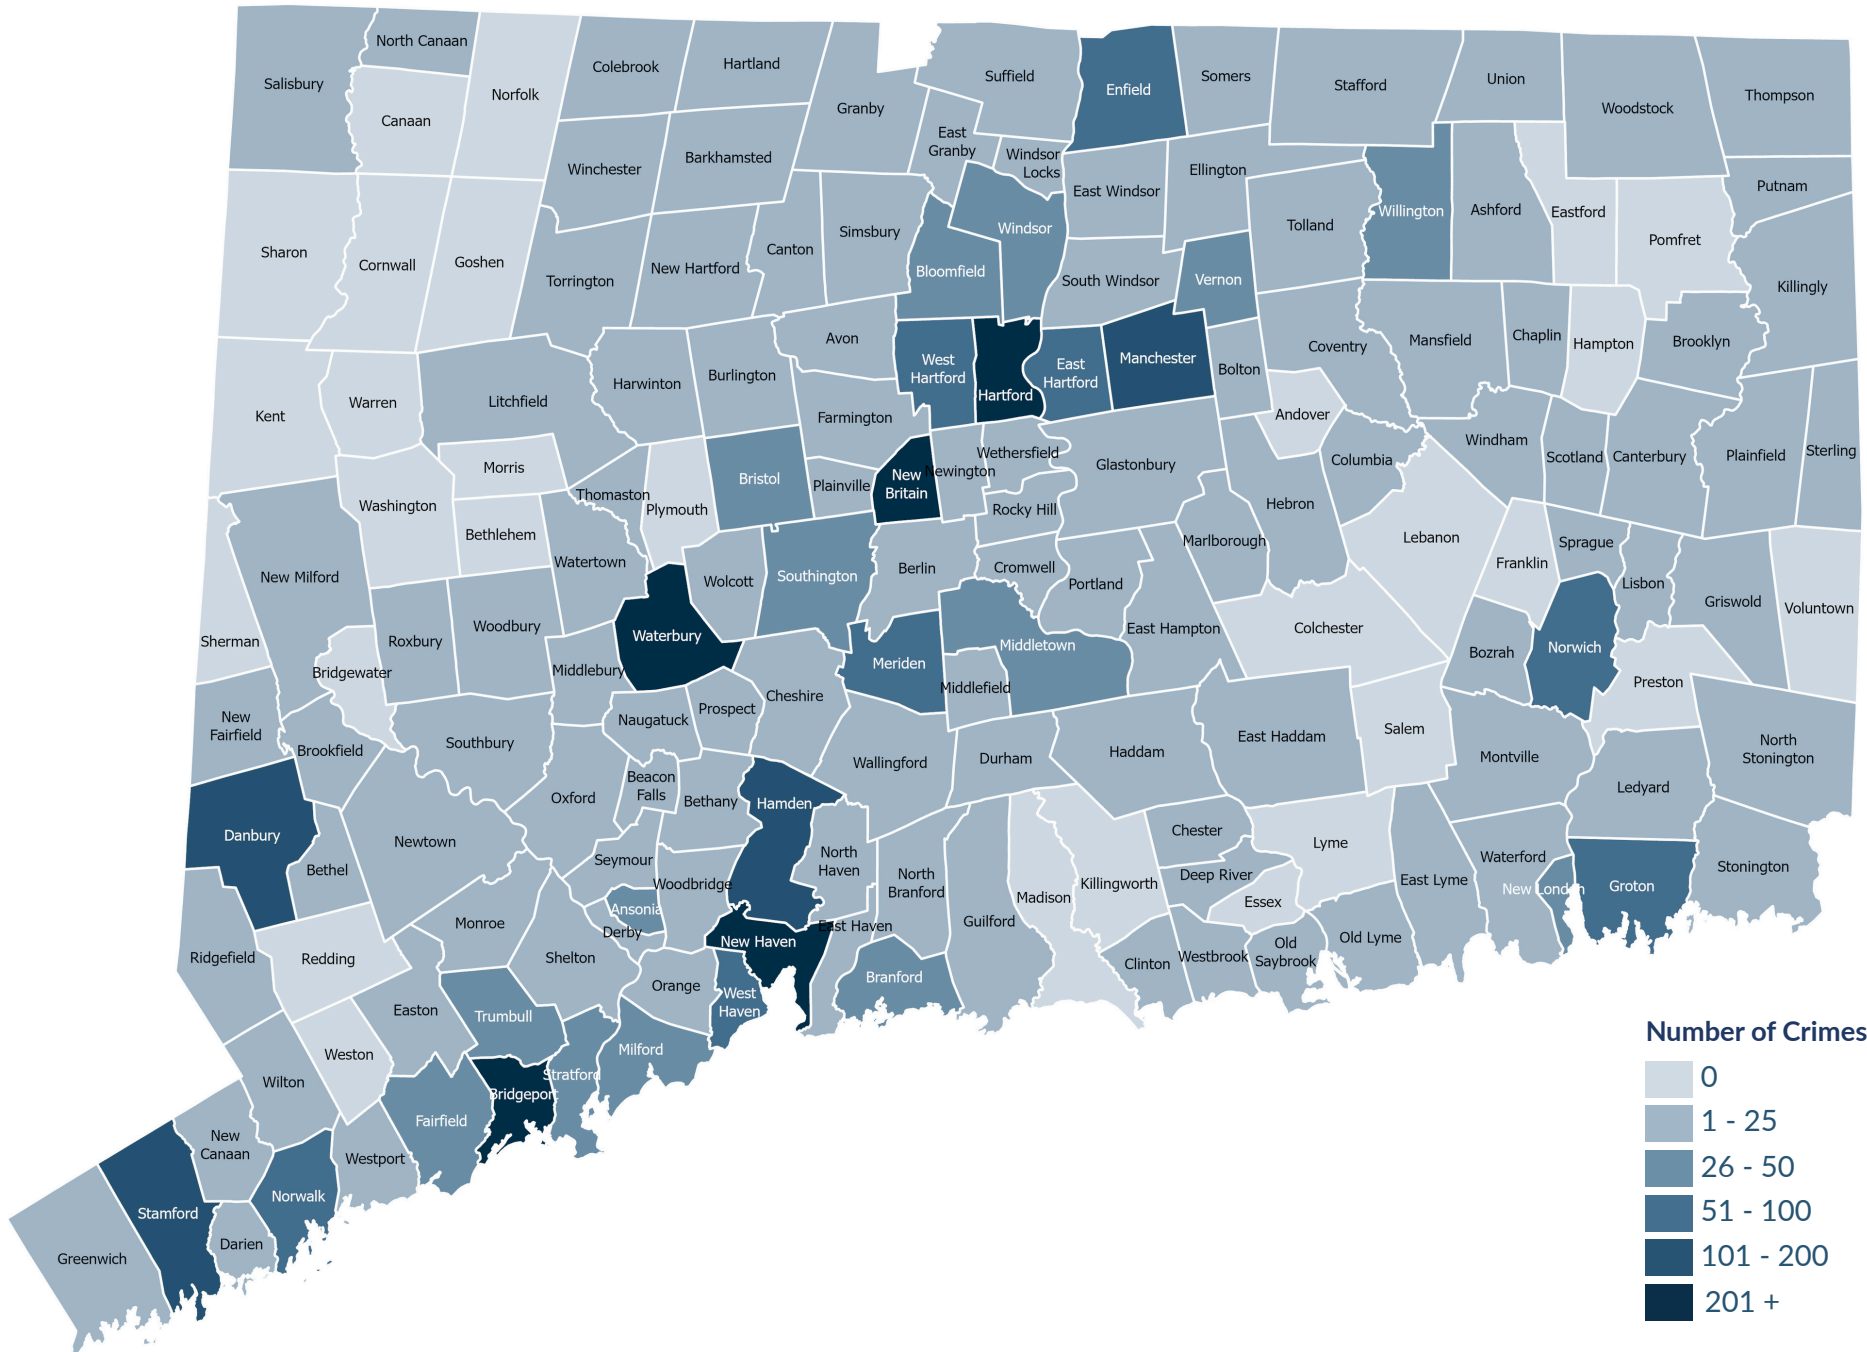 North Canaan
Salisbury
Canaan
Norfolk
Colebrook
Hartland
Granby
Suffield
Enfield
Somers
Stafford
Union
Woodstock
Thompson
East
Granby
Windsor
Locks
Winchester
Barkhamsted
East Windsor
Ellington
Putnam
Willington
Ashford
Eastford
Pomfret
Tolland
Windsor
Simsbury
Canton
Sharon
Cornwall
Goshen
Torrington
New Hartford
Bloomfield
South Windsor
Vernon
Killingly
Avon
West
Hartford
Hartford
East
Hartford
Manchester
Bolton
Coventry
Mansfield
Chaplin
Hampton
Brooklyn
Kent
Warren
Litchfield
Harwinton
Burlington
Farmington
Andover
Windham
Scotland
Canterbury
Plainfield
Sterling
Morris
Washington
Bethlehem
Thomaston
Plymouth
Bristol
Plainville
New
Britain
Newington
Wethersfield
Rocky Hill
Glastonbury
Columbia
Hebron
Marlborough
Lebanon
Franklin
Sprague
Lisbon
Griswold
Voluntown
New Milford
Watertown
Wolcott
Southington
Berlin
Cromwell
Portland
East Hampton
Colchester
Sherman
Bridgewater
Roxbury
Woodbury
Middlebury
Waterbury
Cheshire
Meriden
Middletown
Middlefield
Bozrah
Norwich
Preston
New
Fairfield
Brookfield
Southbury
Naugatuck
Prospect
Wallingford
Durham
Haddam
East Haddam
Salem
Montville
North
Stonington
Ledyard
Danbury
Bethel
Newtown
Oxford
Beacon
Falls
Bethany
Hamden
North
Haven
North
Branford
Guilford
Madison
Killingworth
Chester
Deep River
Essex
Lyme
East Lyme
Waterford
New London
Groton
Stonington
Seymour
Woodbridge
Ansonia
Derby
Monroe
Shelton
Ridgefield
Redding
Orange
New Haven
East Haven
West
Haven
Branford
Clinton
Westbrook
Old
Saybrook
Old Lyme
Easton
Trumbull
Weston
Wilton
Milford
Stratford
Bridgeport
Fairfield
New
Canaan
Westport
Norwalk
Stamford
Darien
Greenwich
Number of Crimes
0
1 - 25
26 - 50
51 - 100
101 - 200
201 +